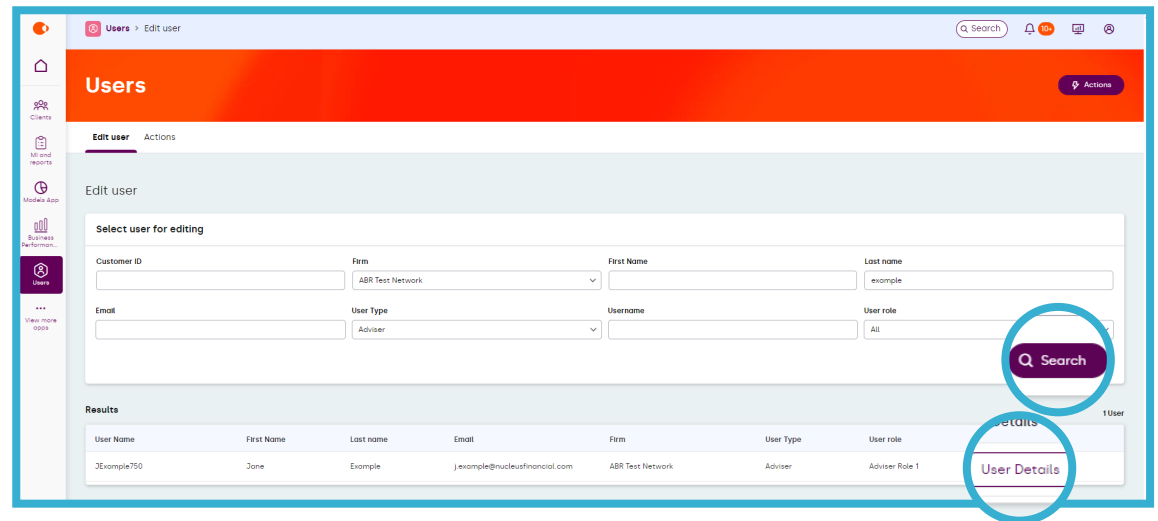 Users > Edit user
Search
10+
Users
Actions
Clients
MI and
reports
Models App
Business
Performan...
Users
View more
apps
Edit user Actions
Edit user
Select user for editing
Customer ID Firm First Name Last name
ABR Test Network example
Email User Type Username User role
Adviser All
Search
Results 1 User
Details
User Name First Name Last name Email Firm User Type User role
JExample750 Jane Example j.example@nucleusfinancial.com ABR Test Network Adviser Adviser Role 1 User Details